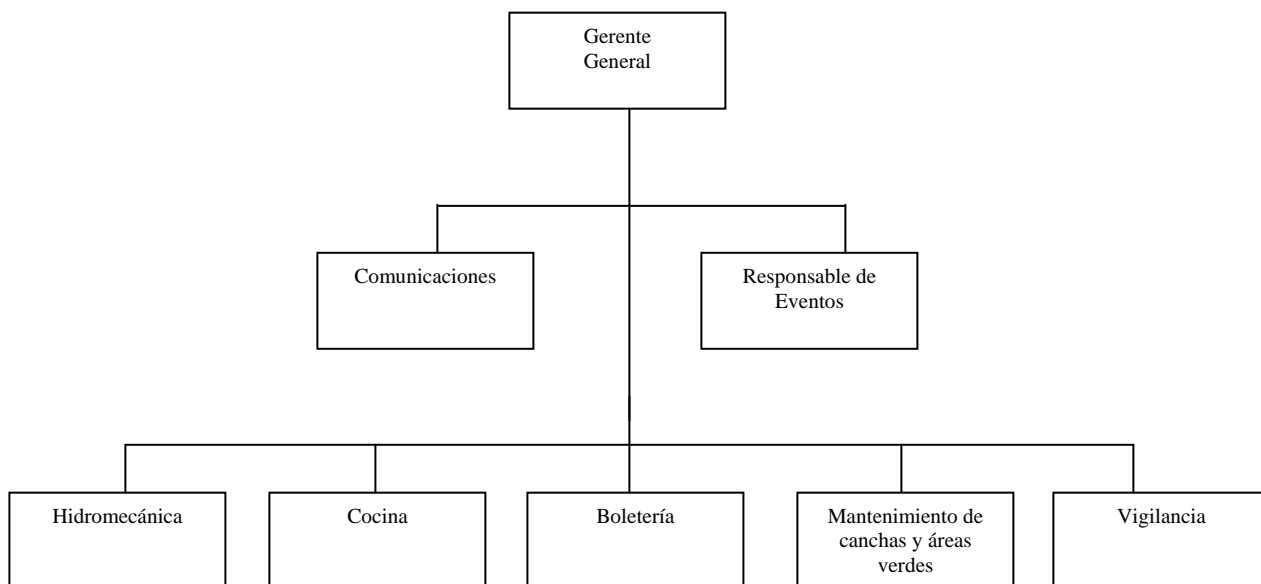 Gerente
General
Comunicaciones
Responsable de
Eventos
Hidromecánica
Cocina
Boletería
Mantenimiento de
canchas y áreas
verdes
Vigilancia